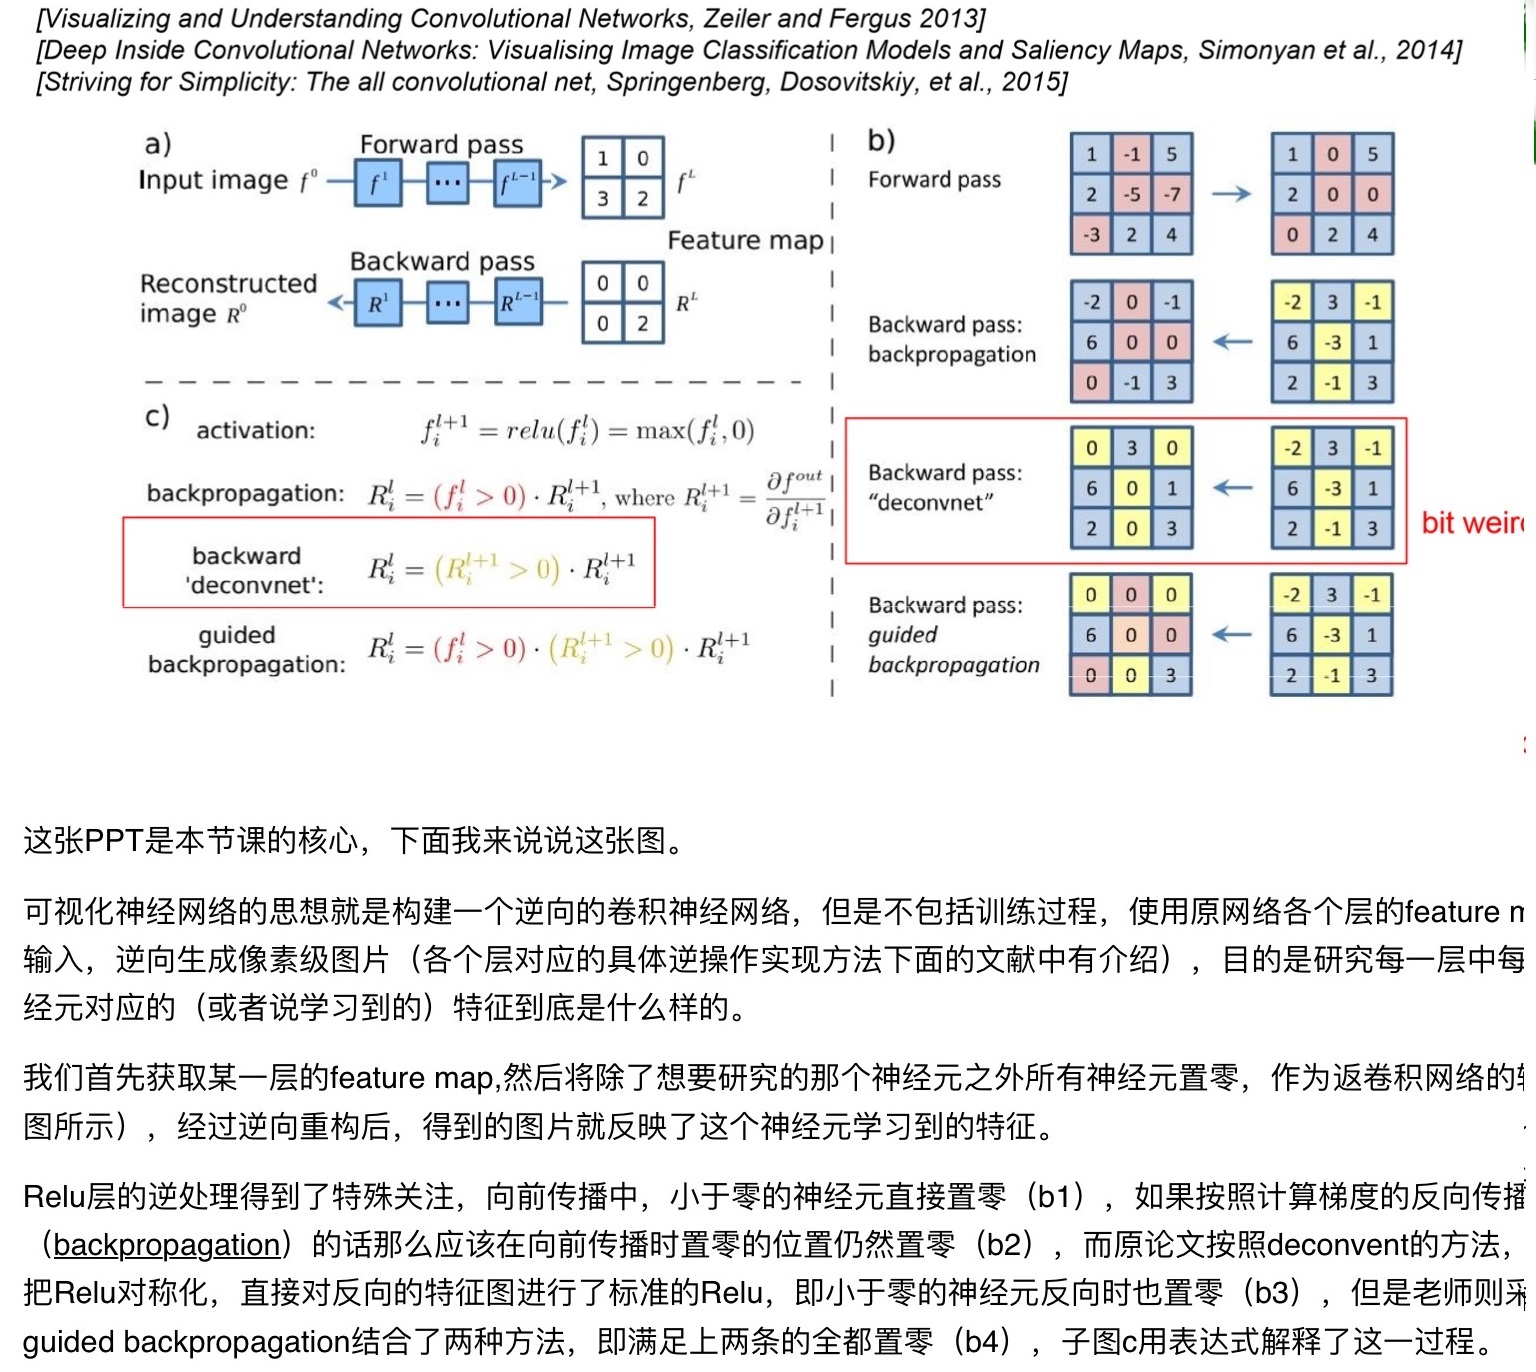 [Visualizing and Understanding Convolutional Networks, Zeiler and Fergus 2013]
[Deep Inside Convolutional Networks: Visualising Image Classification Models and Saliency Maps, Simonyan et al., 2014]
[Striving for Simplicity: The all convolutional net, Springenberg, Dosovitskiy, et al., 2015]
a)
Forward pass
Input image f⁰
f¹ ... f^{L-1}
1 0
3 2
f^L
Feature map
Backward pass
Reconstructed
image R⁰
R¹ ... R^{L-1}
0 0
0 2
R^L
c)
activation: f_i^{l+1} = relu(f_i^l) = max(f_i^l, 0)
backpropagation: R_i^l = (f_i^l > 0) · R_i^{l+1}, where R_i^{l+1} = ∂f^{out} / ∂f_i^{l+1}
backward
'deconvnet': R_i^l = (R_i^{l+1} > 0) · R_i^{l+1}
guided
backpropagation: R_i^l = (f_i^l > 0) · (R_i^{l+1} > 0) · R_i^{l+1}
b)
Forward pass
1 -1 5
2 -5 -7
-3 2 4
1 0 5
2 0 0
0 2 4
Backward pass:
backpropagation
-2 0 -1
6 0 0
0 -1 3
-2 3 -1
6 -3 1
2 -1 3
Backward pass:
“deconvnet”
0 3 0
6 0 1
2 0 3
-2 3 -1
6 -3 1
2 -1 3
bit weir
Backward pass:
guided
backpropagation
0 0 0
6 0 0
0 0 3
-2 3 -1
6 -3 1
2 -1 3
这张PPT是本节课的核心，下面我来说说这张图。
可视化神经网络的思想就是构建一个逆向的卷积神经网络，但是不包括训练过程，使用原网络各个层的feature
输入，逆向生成像素级图片（各个层对应的具体逆操作实现方法下面的文献中有介绍），目的是研究每一层中每
经元对应的（或者说学习到的）特征到底是什么样的。
我们首先获取某一层的feature map,然后将除了想要研究的那个神经元之外所有神经元置零，作为返卷积网络的
图所示），经过逆向重构后，得到的图片就反映了这个神经元学习到的特征。
Relu层的逆处理得到了特殊关注，向前传播中，小于零的神经元直接置零（b1），如果按照计算梯度的反向传播
（backpropagation）的话那么应该在向前传播时置零的位置仍然置零（b2），而原论文按照deconvent的方法，
把Relu对称化，直接对反向的特征图进行了标准的Relu，即小于零的神经元反向时也置零（b3），但是老师则采
guided backpropagation结合了两种方法，即满足上两条的全都置零（b4），子图c用表达式解释了这一过程。